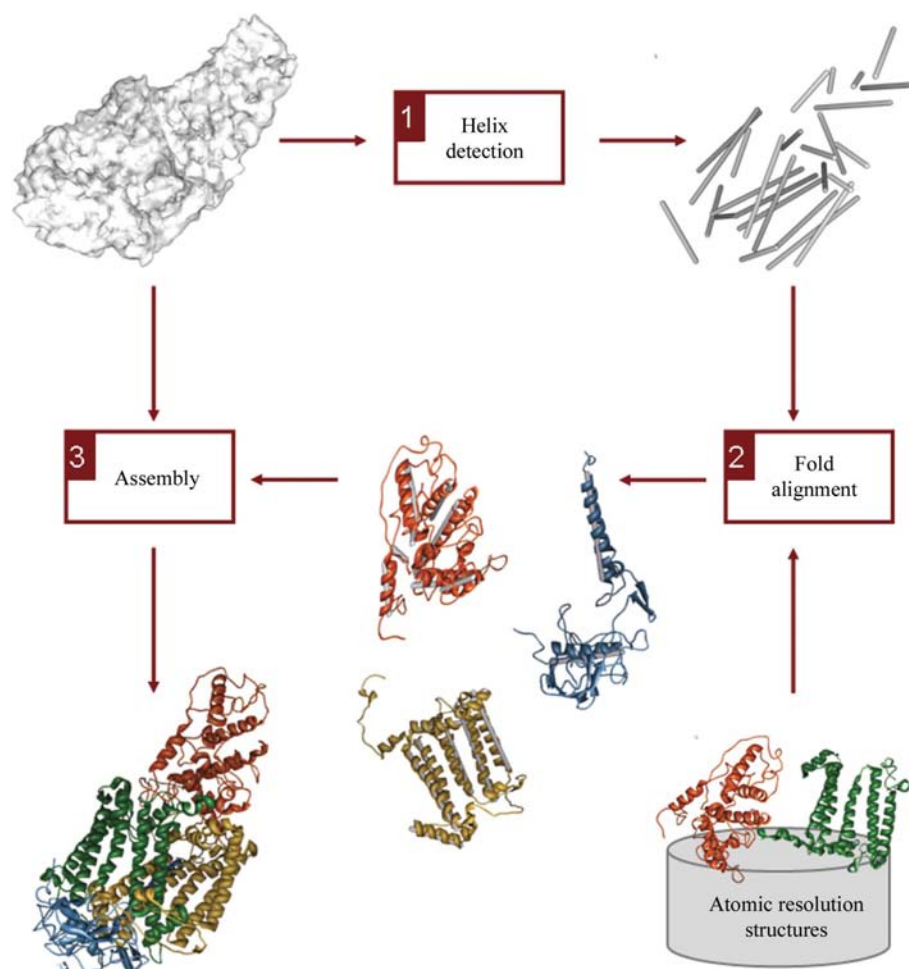 1
Helix
detection
3
Assembly
2
Fold
alignment
Atomic resolution
structures